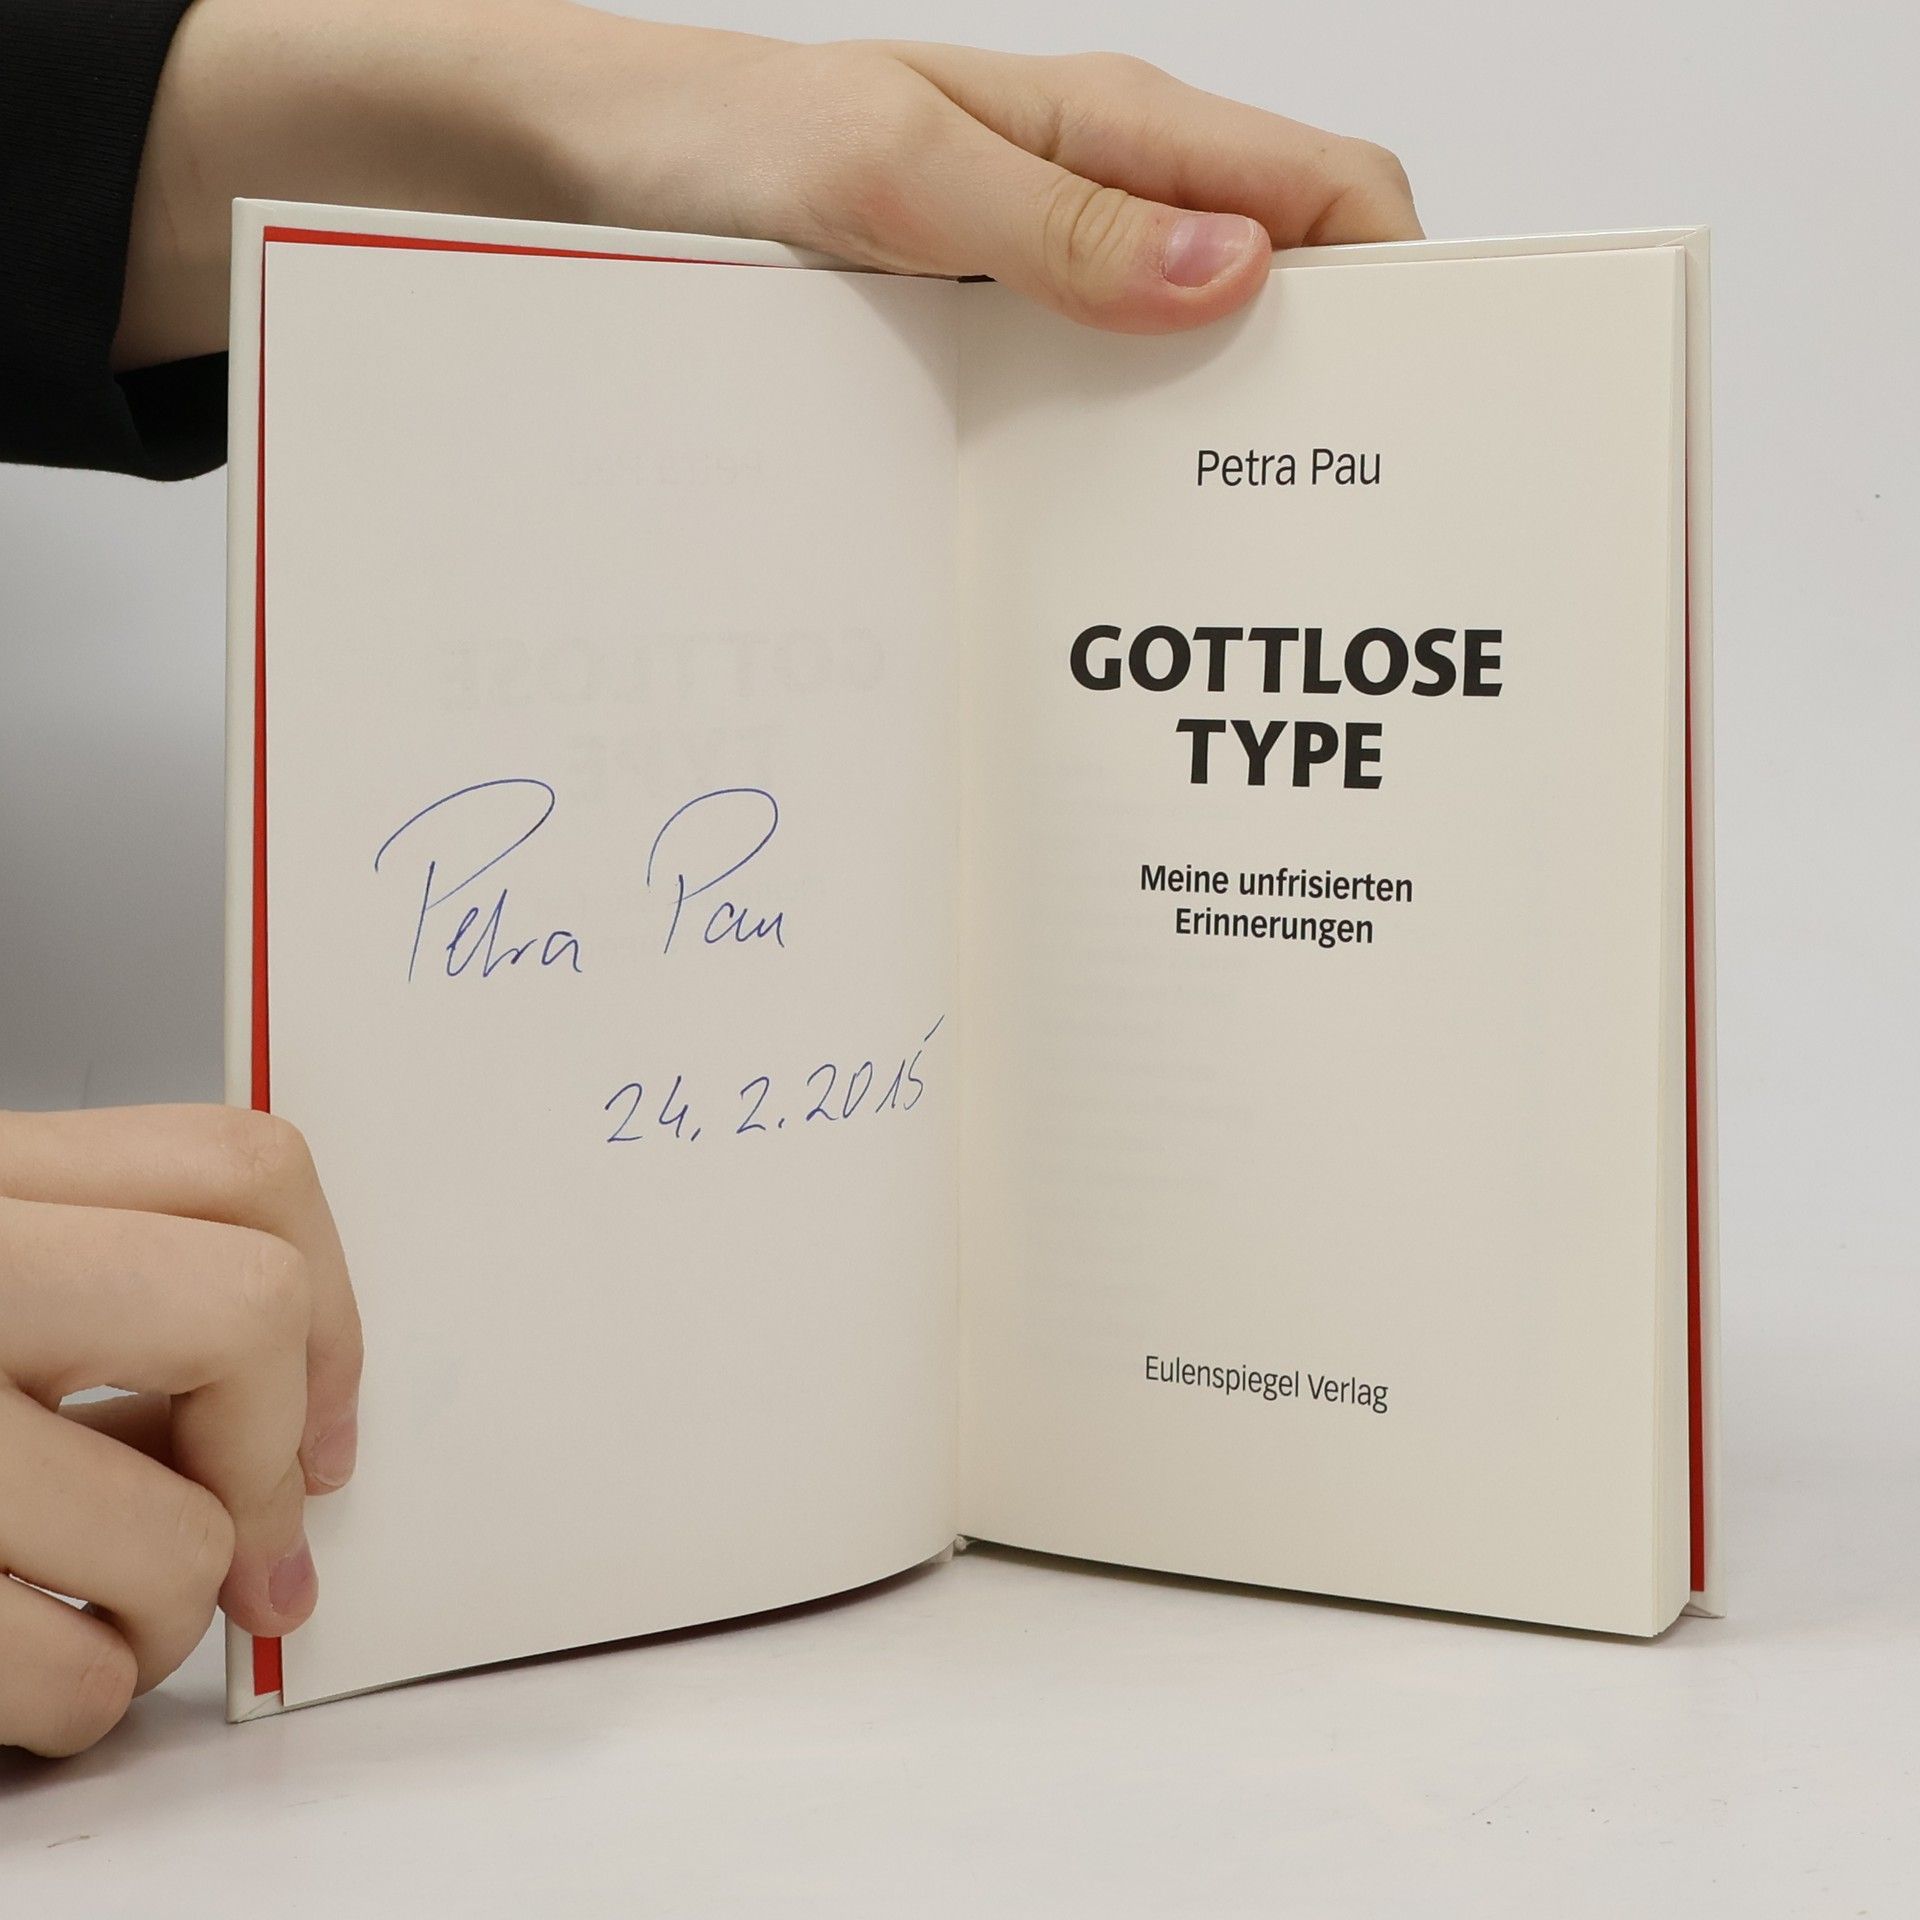 Petra Pau
24.2.2015
Petra Pau
GOTTLOSE
TYPE
Meine unfrisierten
Erinnerungen
Eulenspiegel Verlag